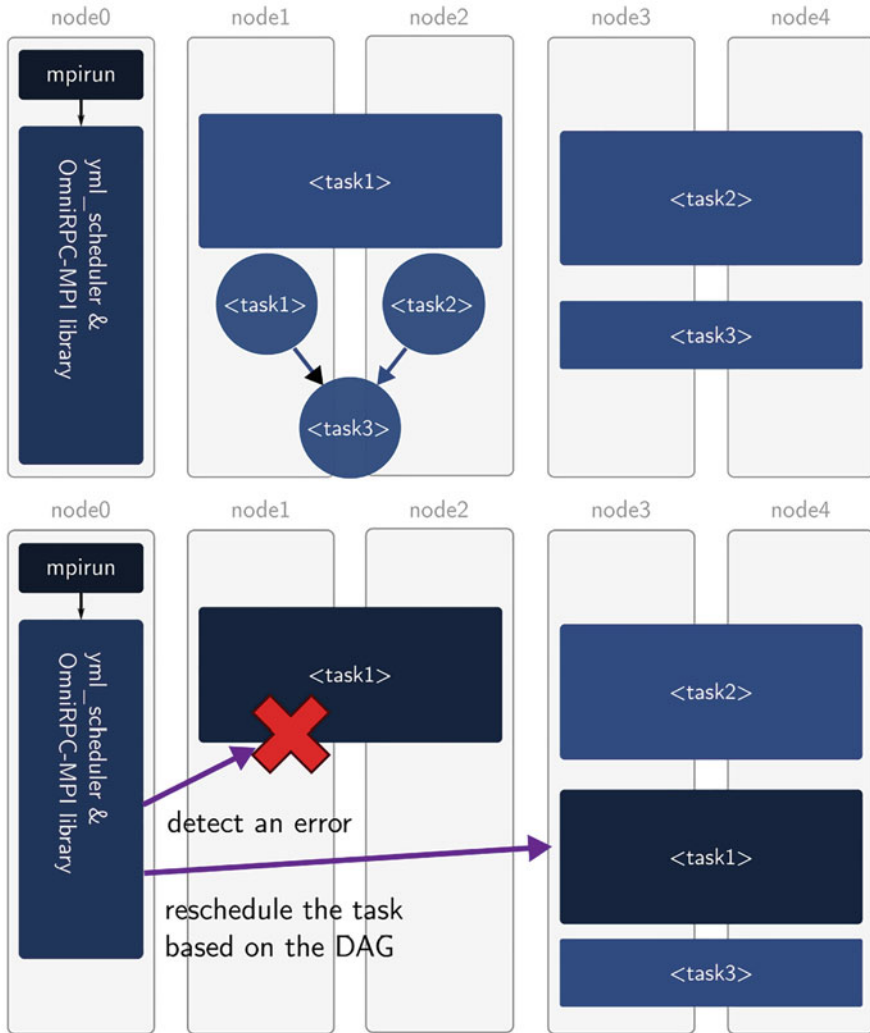 node0
node1
node2
node3
node4
mpirun
yml_scheduler &
OmniRPC-MPI library
<task1>
<task2>
<task1>
<task2>
<task3>
<task3>
node0
node1
node2
node3
node4
mpirun
yml_scheduler &
OmniRPC-MPI library
<task1>
<task2>
detect an error
<task1>
reschedule the task
based on the DAG
<task3>